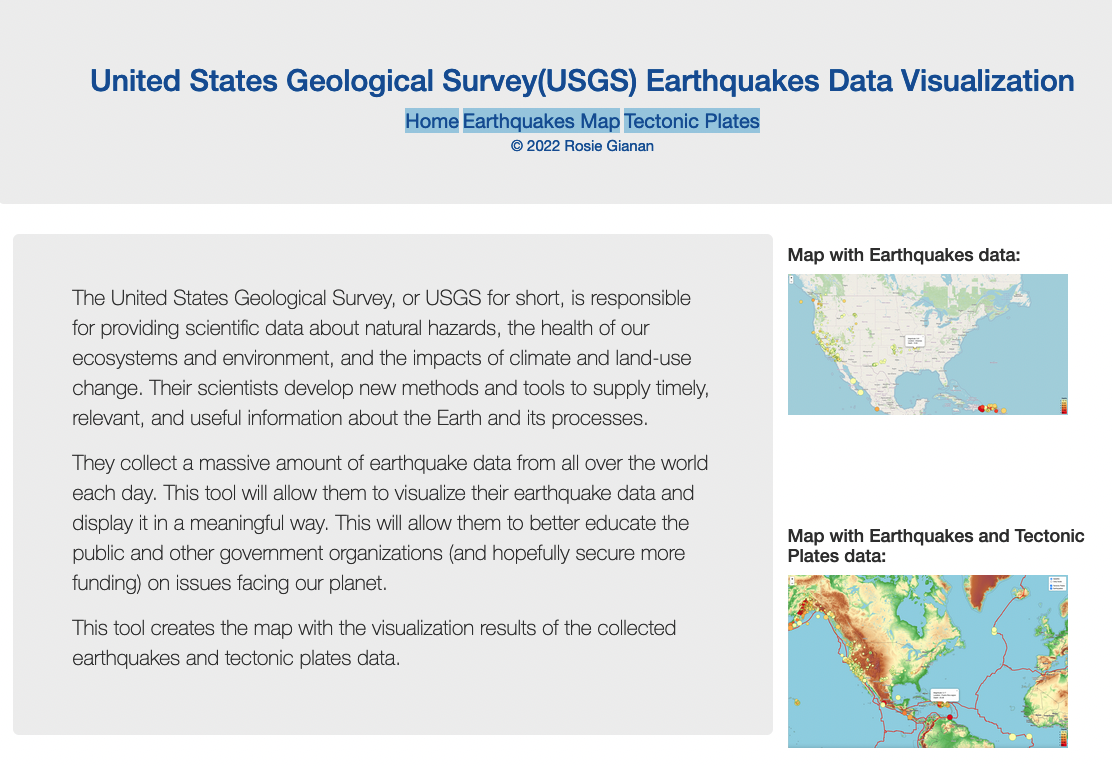 United States Geological Survey(USGS) Earthquakes Data Visualization
Home Earthquakes Map Tectonic Plates
© 2022 Rosie Gianan
The United States Geological Survey, or USGS for short, is responsible
for providing scientific data about natural hazards, the health of our
ecosystems and environment, and the impacts of climate and land-use
change. Their scientists develop new methods and tools to supply timely,
relevant, and useful information about the Earth and its processes.
They collect a massive amount of earthquake data from all over the world
each day. This tool will allow them to visualize their earthquake data and
display it in a meaningful way. This will allow them to better educate the
public and other government organizations (and hopefully secure more
funding) on issues facing our planet.
This tool creates the map with the visualization results of the collected
earthquakes and tectonic plates data.
Map with Earthquakes data:
Map with Earthquakes and Tectonic
Plates data: